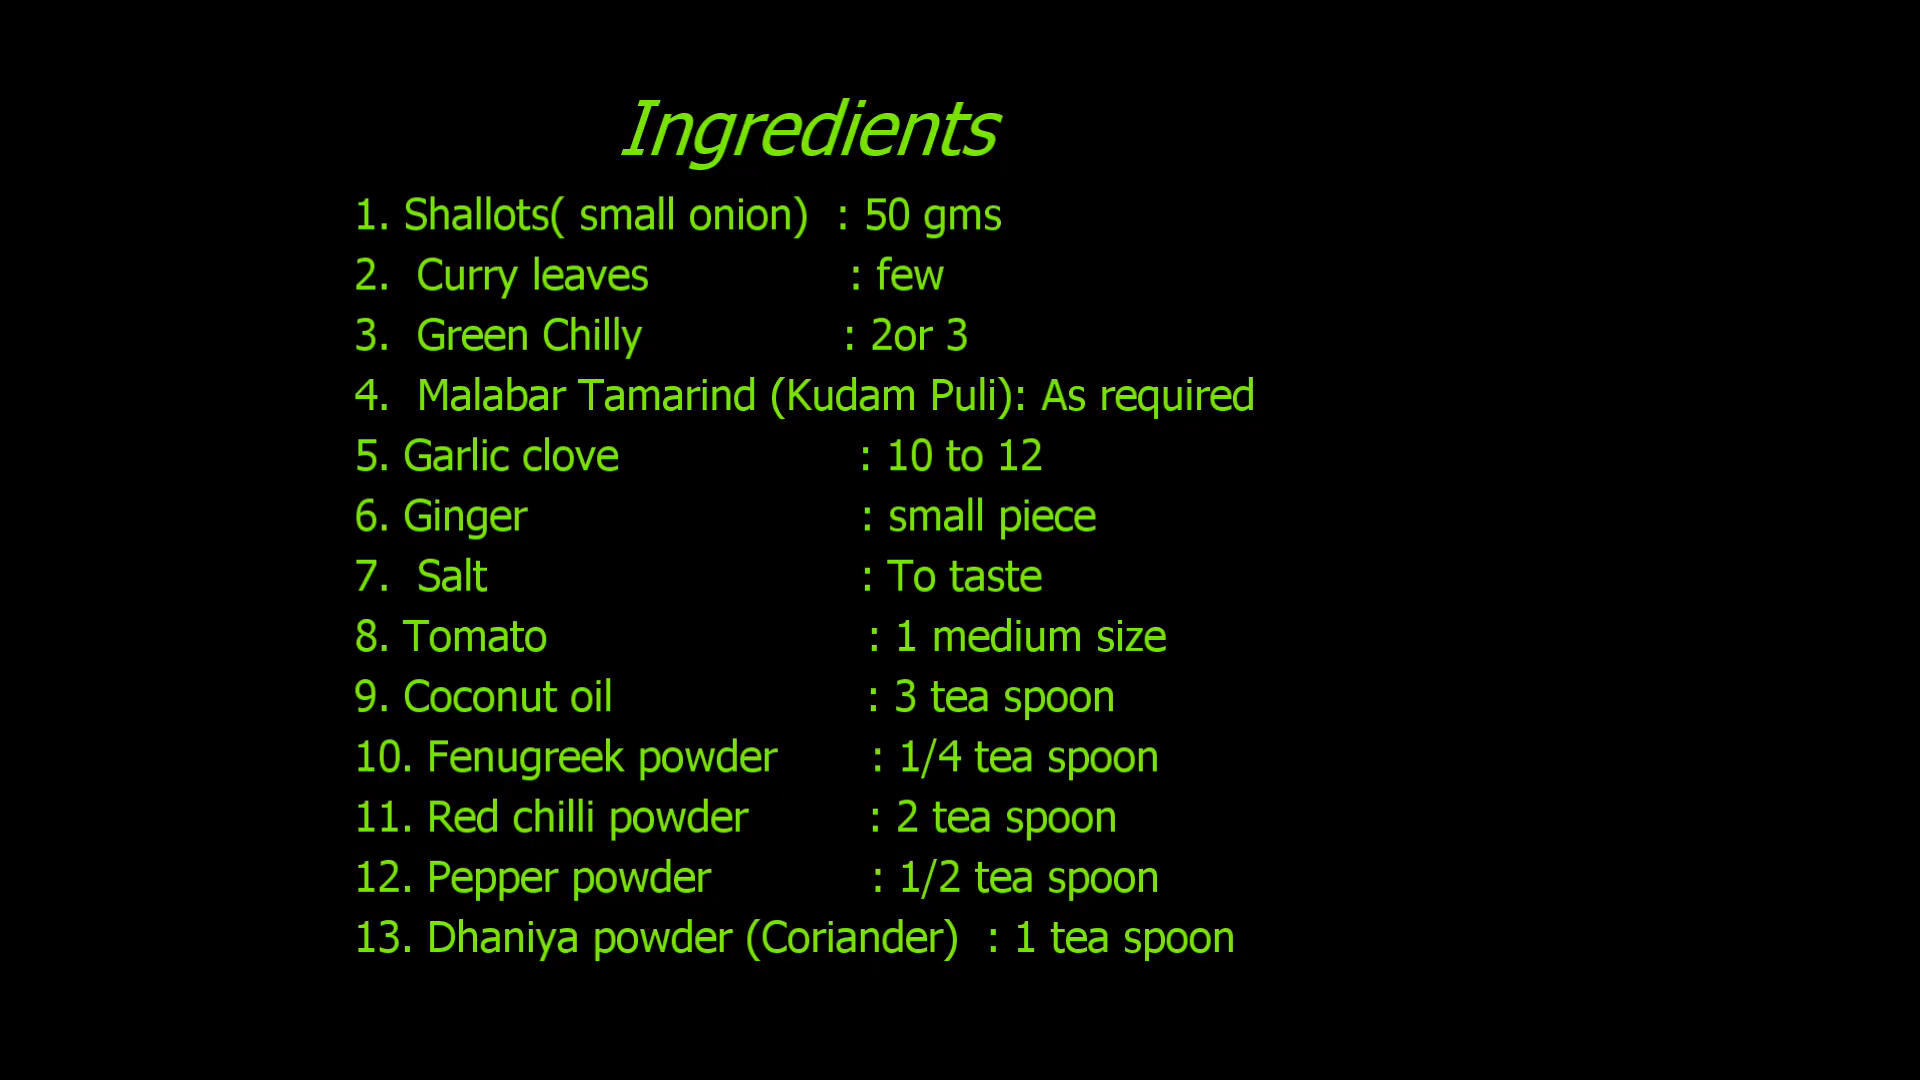 Ingredients
1. Shallots( small onion) : 50 gms
2. Curry leaves : few
3. Green Chilly : 2or 3
4. Malabar Tamarind (Kudam Puli): As required
5. Garlic clove : 10 to 12
6. Ginger : small piece
7. Salt : To taste
8. Tomato : 1 medium size
9. Coconut oil : 3 tea spoon
10. Fenugreek powder : 1/4 tea spoon
11. Red chilli powder : 2 tea spoon
12. Pepper powder : 1/2 tea spoon
13. Dhaniya powder (Coriander) : 1 tea spoon